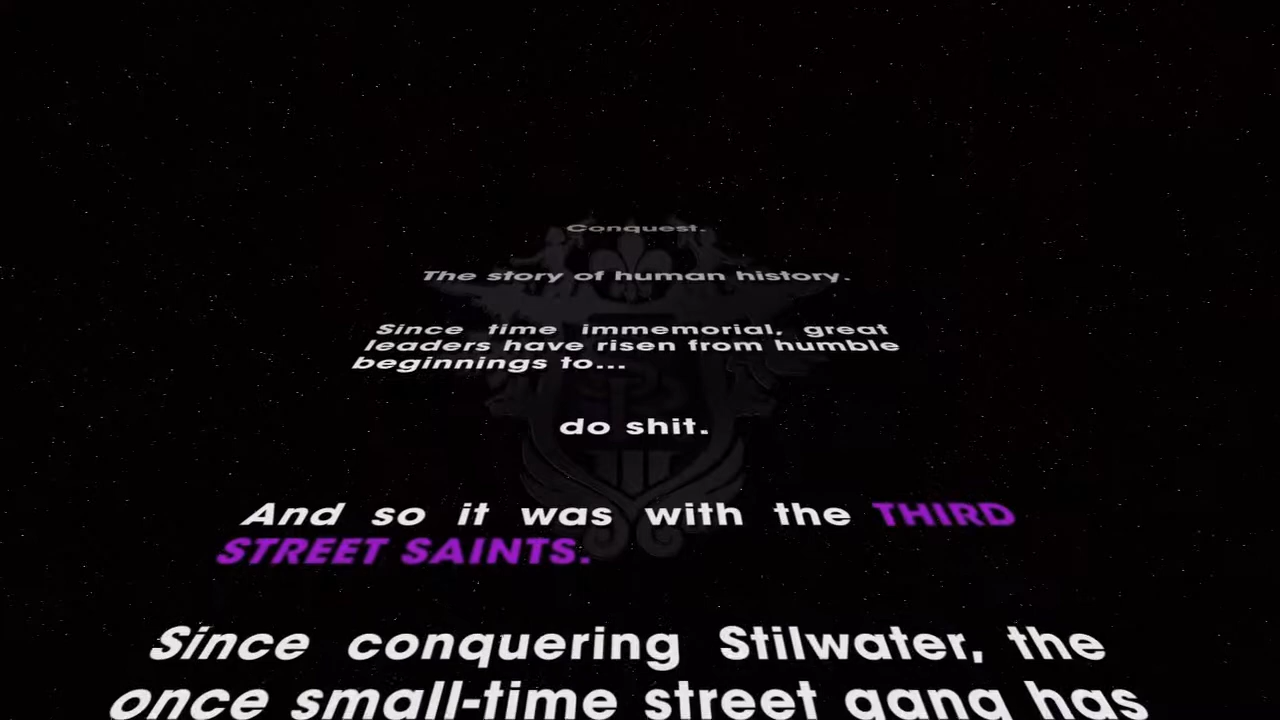 Conquest.
The story of human history.
Since time immemorial, great
leaders have risen from humble
beginnings to...
do shit.
And so it was with the THIRD
STREET SAINTS.
Since conquering Stilwater, the
once small-time street gang has